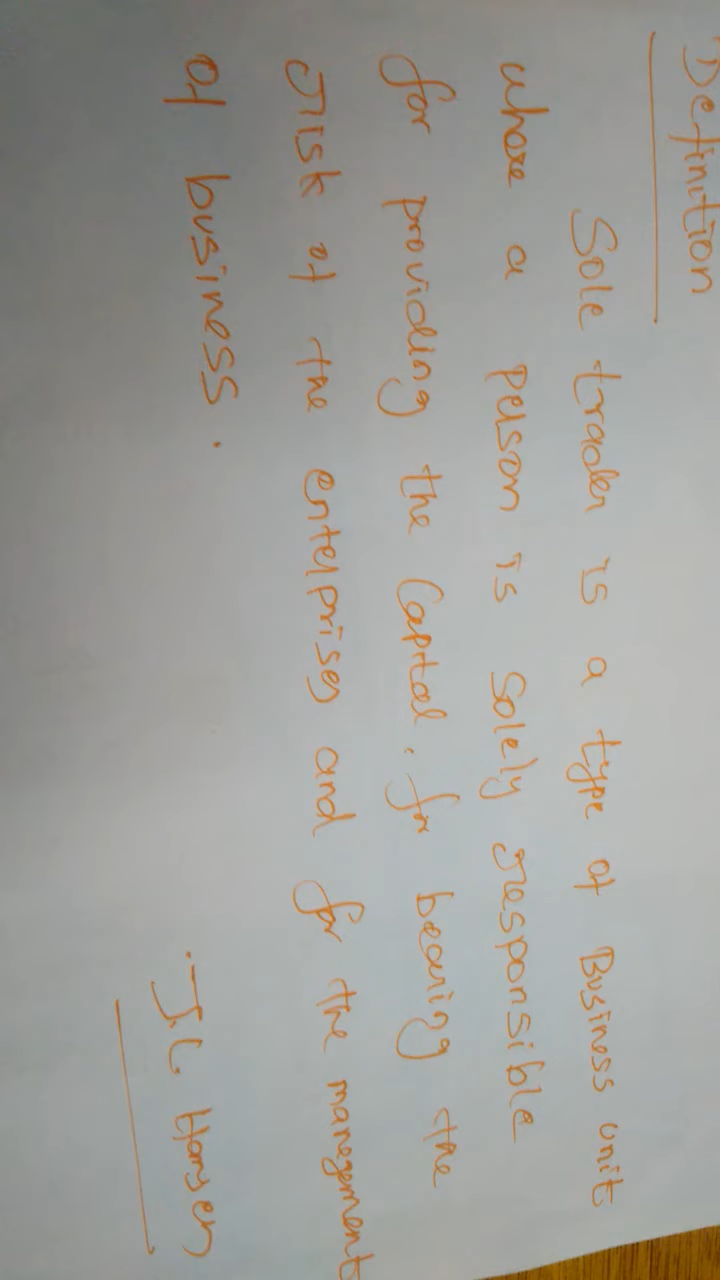 Definition
Sole trader is a type of Business unit
where a person is solely responsible
for providing the Capital. for bearing the
risk of the enterprises and for the management
of business.
J.L Hansen